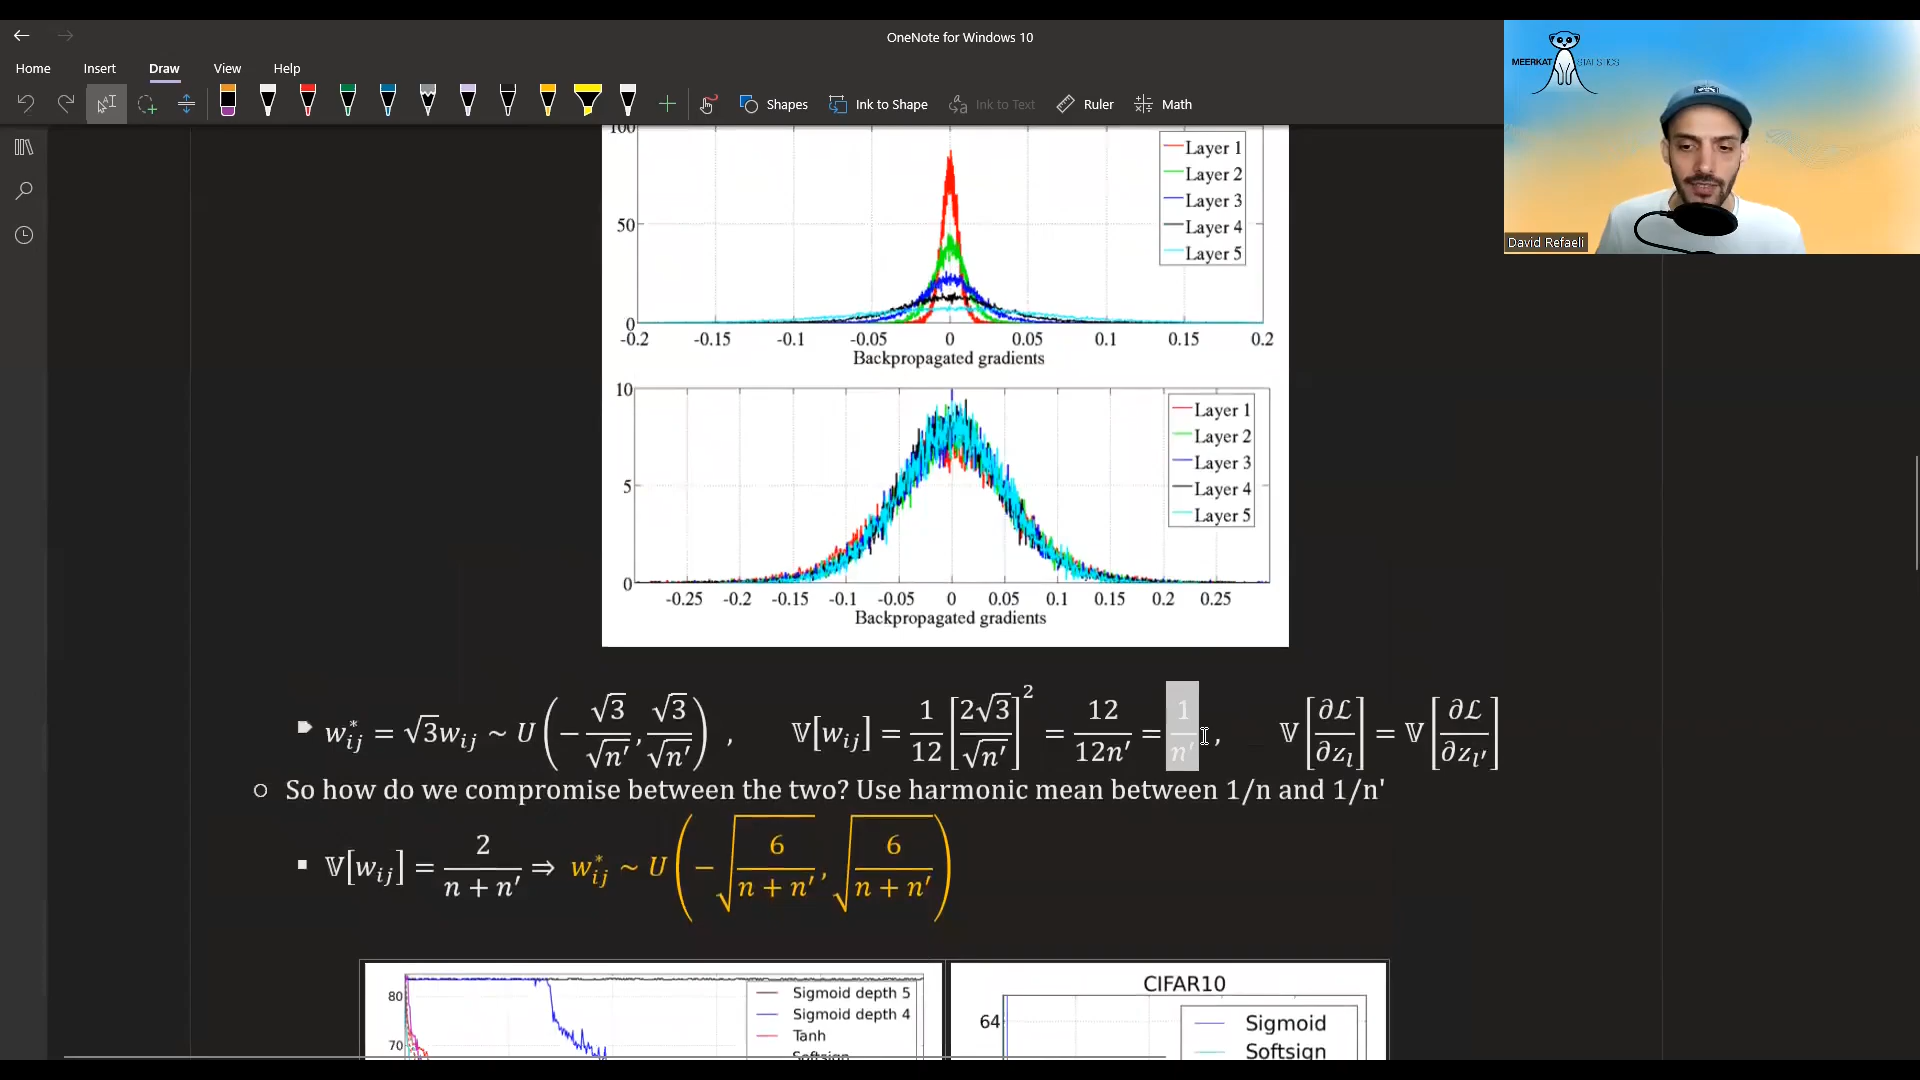 OneNote for Windows 10
Home Insert Draw View Help
Shapes Ink to Shape Ink to Text Ruler Math
MEERKAT STATISTICS
David Refaeli
100
50
0
-0.2 -0.15 -0.1 -0.05 0 0.05 0.1 0.15 0.2
Backpropagated gradients
Layer 1
Layer 2
Layer 3
Layer 4
Layer 5
10
5
0
-0.25 -0.2 -0.15 -0.1 -0.05 0 0.05 0.1 0.15 0.2 0.25
Backpropagated gradients
Layer 1
Layer 2
Layer 3
Layer 4
Layer 5
w*ij = √3wij ~ U(−√3/√n′, √3/√n′) , 𝕍[wij] = 1/12 [2√3/√n′]² = 12/12n′ = 1/n′ , 𝕍[∂ℒ/∂zl] = 𝕍[∂ℒ/∂zl′]
So how do we compromise between the two? Use harmonic mean between 1/n and 1/n'
𝕍[wij] = 2/(n + n′) ⇒ w*ij ~ U(−√(6/(n + n′)), √(6/(n + n′)))
80
70
Sigmoid depth 5
Sigmoid depth 4
Tanh
Softsign
CIFAR10
64
Sigmoid
Softsign